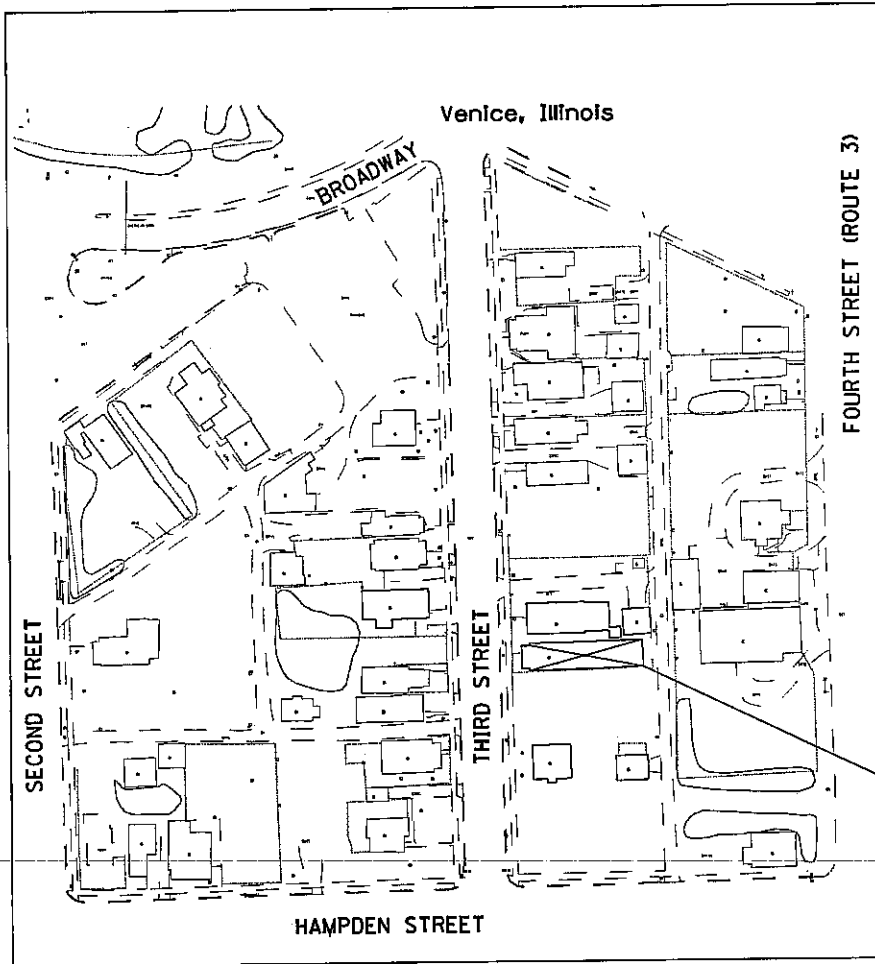 Venice, Illinois
BROADWAY
FOURTH STREET (ROUTE 3)
SECOND STREET
THIRD STREET
HAMPDEN STREET